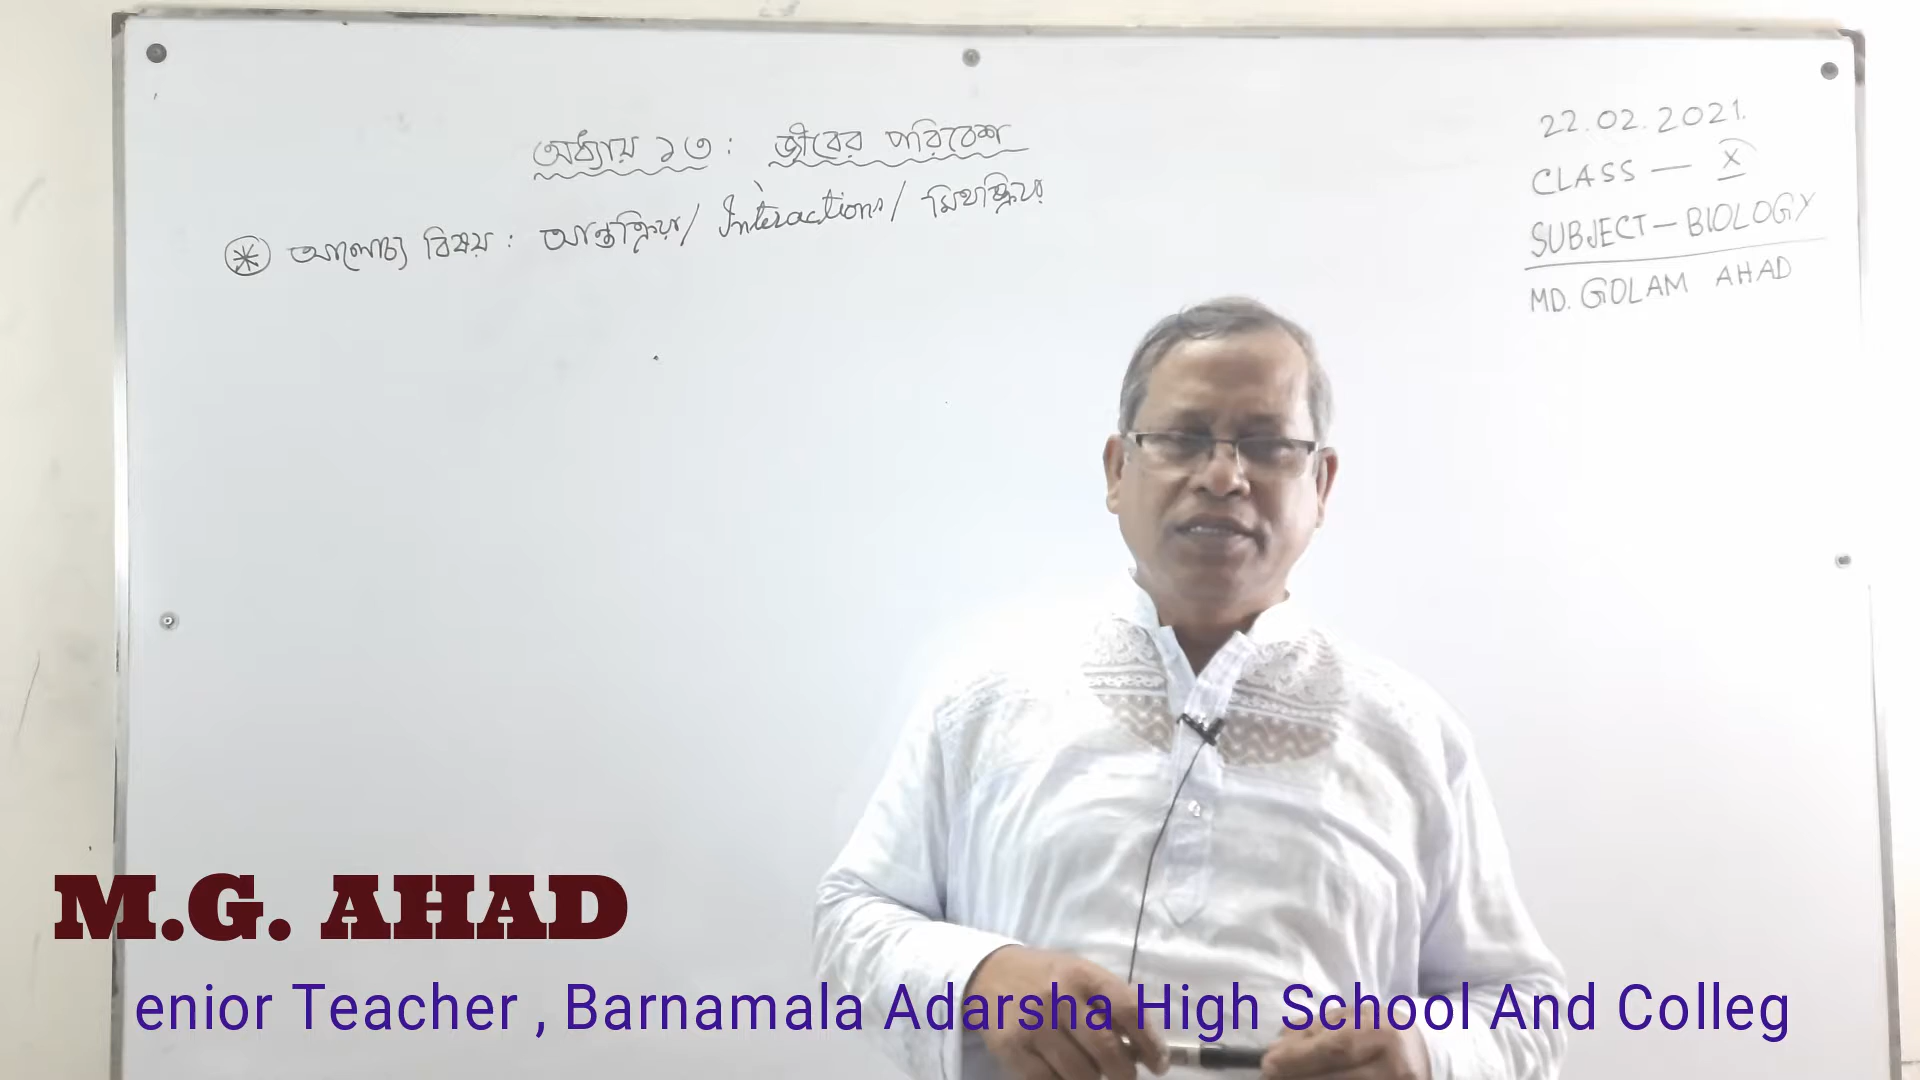 অধ্যায় ১৩: জীবের পরিবেশ
আলোচ্য বিষয়: আন্তঃক্রিয়া/ Interactions/ মিথস্ক্রিয়া
22.02.2021.
CLASS — X
SUBJECT — BIOLOGY
MD. GOLAM AHAD
M.G. AHAD
enior Teacher , Barnamala Adarsha High School And Colleg